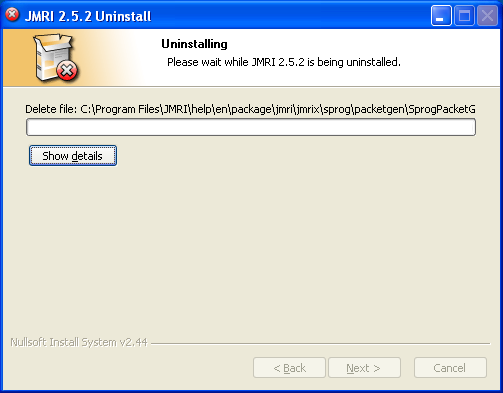 JMRI 2.5.2 Uninstall
Uninstalling
Please wait while JMRI 2.5.2 is being uninstalled.
Delete file: C:\Program Files\JMRI\help\en\package\jmri\jmrix\sprog\packetgen\SprogPacketG
Show details
Nullsoft Install System v2.44
< Back
Next >
Cancel